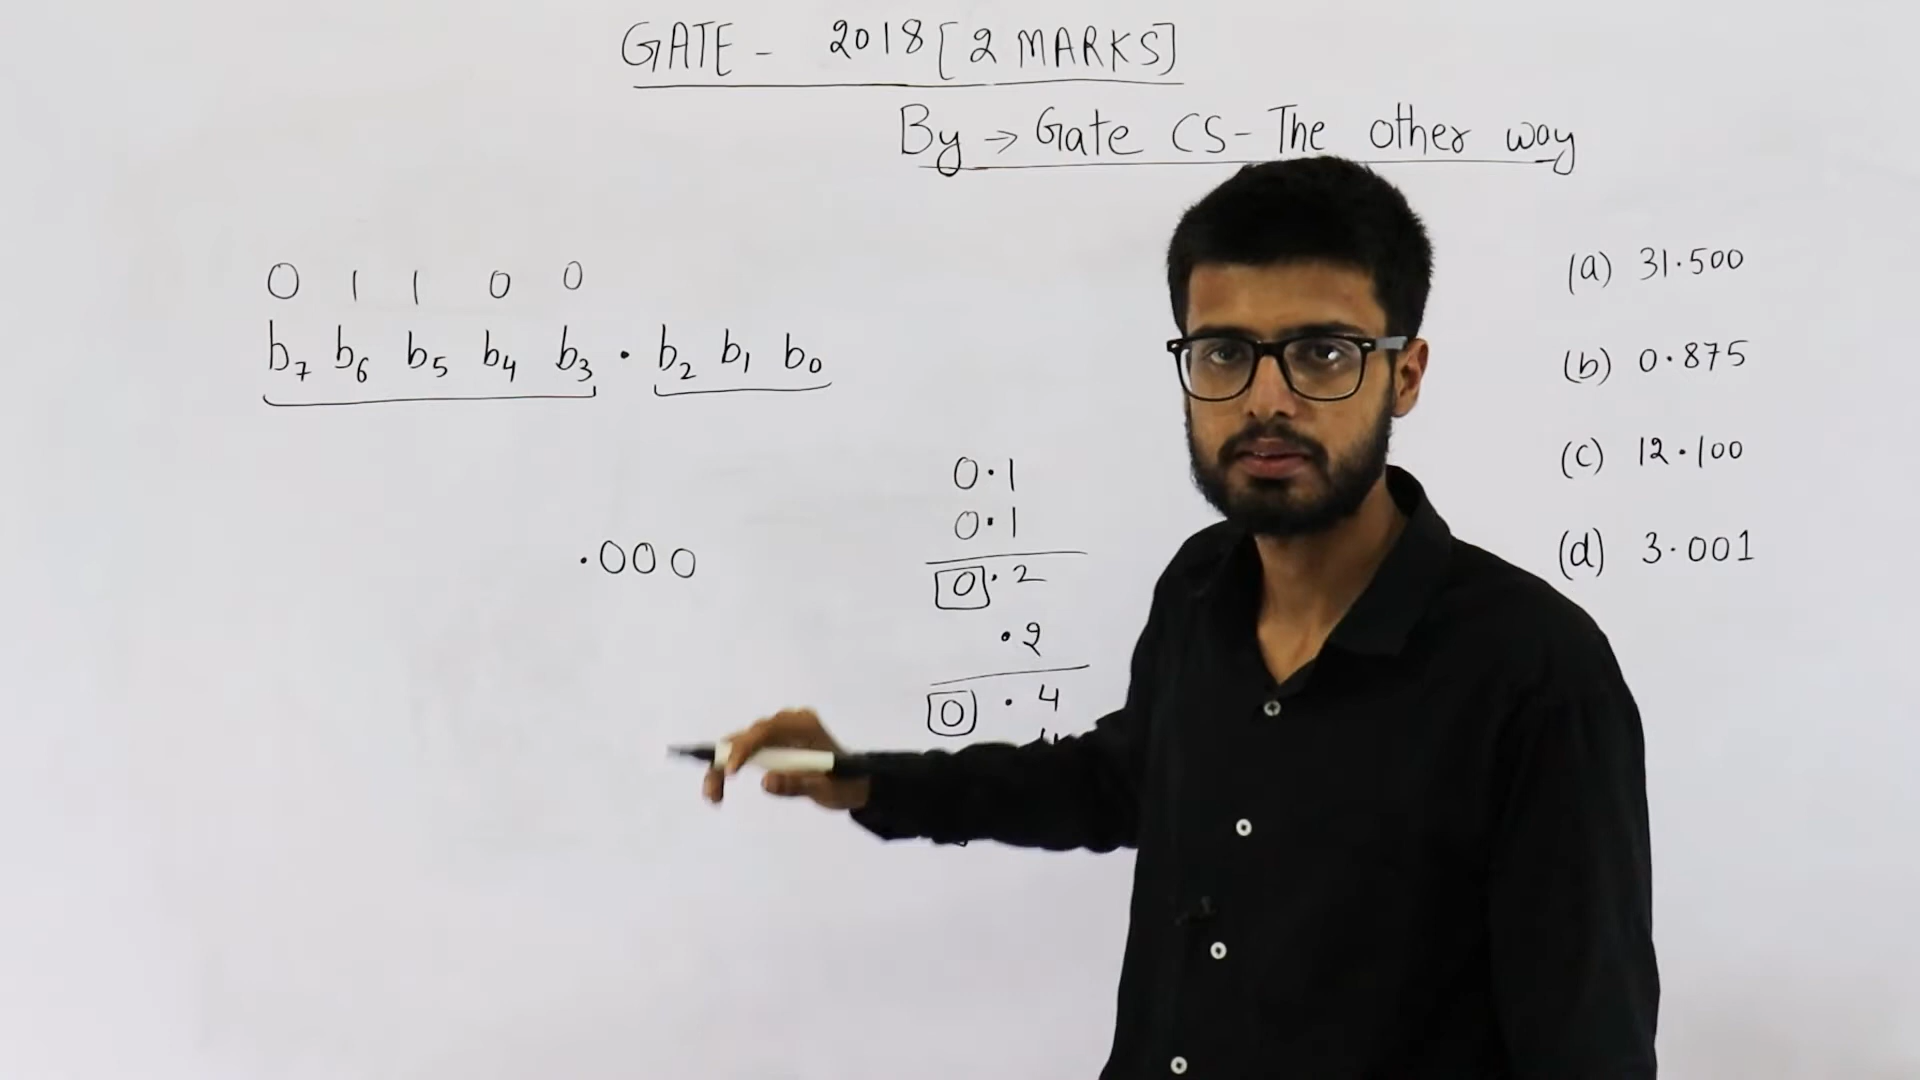 GATE - 2018 [2 MARKS]
By → Gate CS - The other way
0 1 1 0 0
b7 b6 b5 b4 b3 . b2 b1 b0
.000
0.1
0.1
0.2
.2
0.4
(a) 31.500
(b) 0.875
(c) 12.100
(d) 3.001